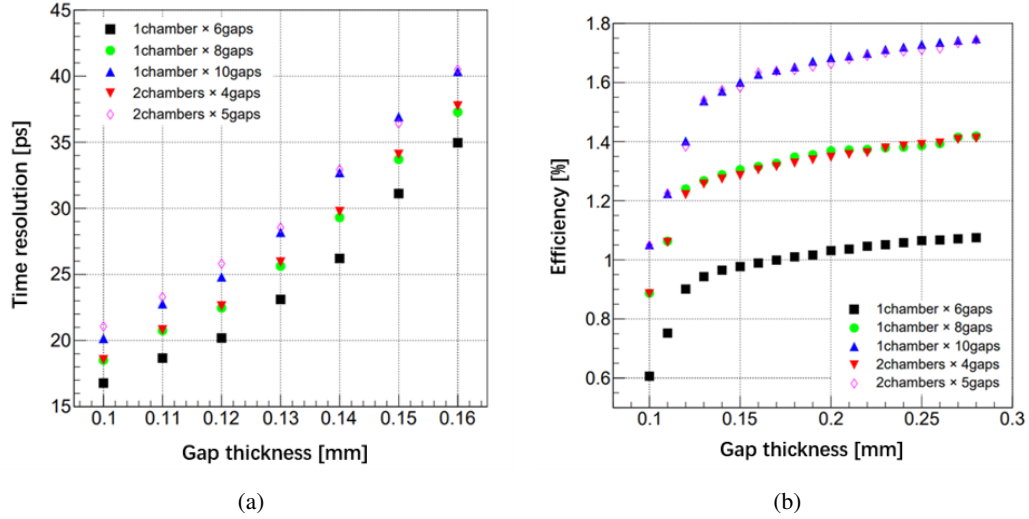 45
40
35
30
25
20
15
Time resolution [ps]
1chamber × 6gaps
1chamber × 8gaps
1chamber × 10gaps
2chambers × 4gaps
2chambers × 5gaps
0.1 0.11 0.12 0.13 0.14 0.15 0.16
Gap thickness [mm]
(a)
1.8
1.6
1.4
1.2
1
0.8
0.6
Efficiency [%]
1chamber × 6gaps
1chamber × 8gaps
1chamber × 10gaps
2chambers × 4gaps
2chambers × 5gaps
0.1 0.15 0.2 0.25 0.3
Gap thickness [mm]
(b)